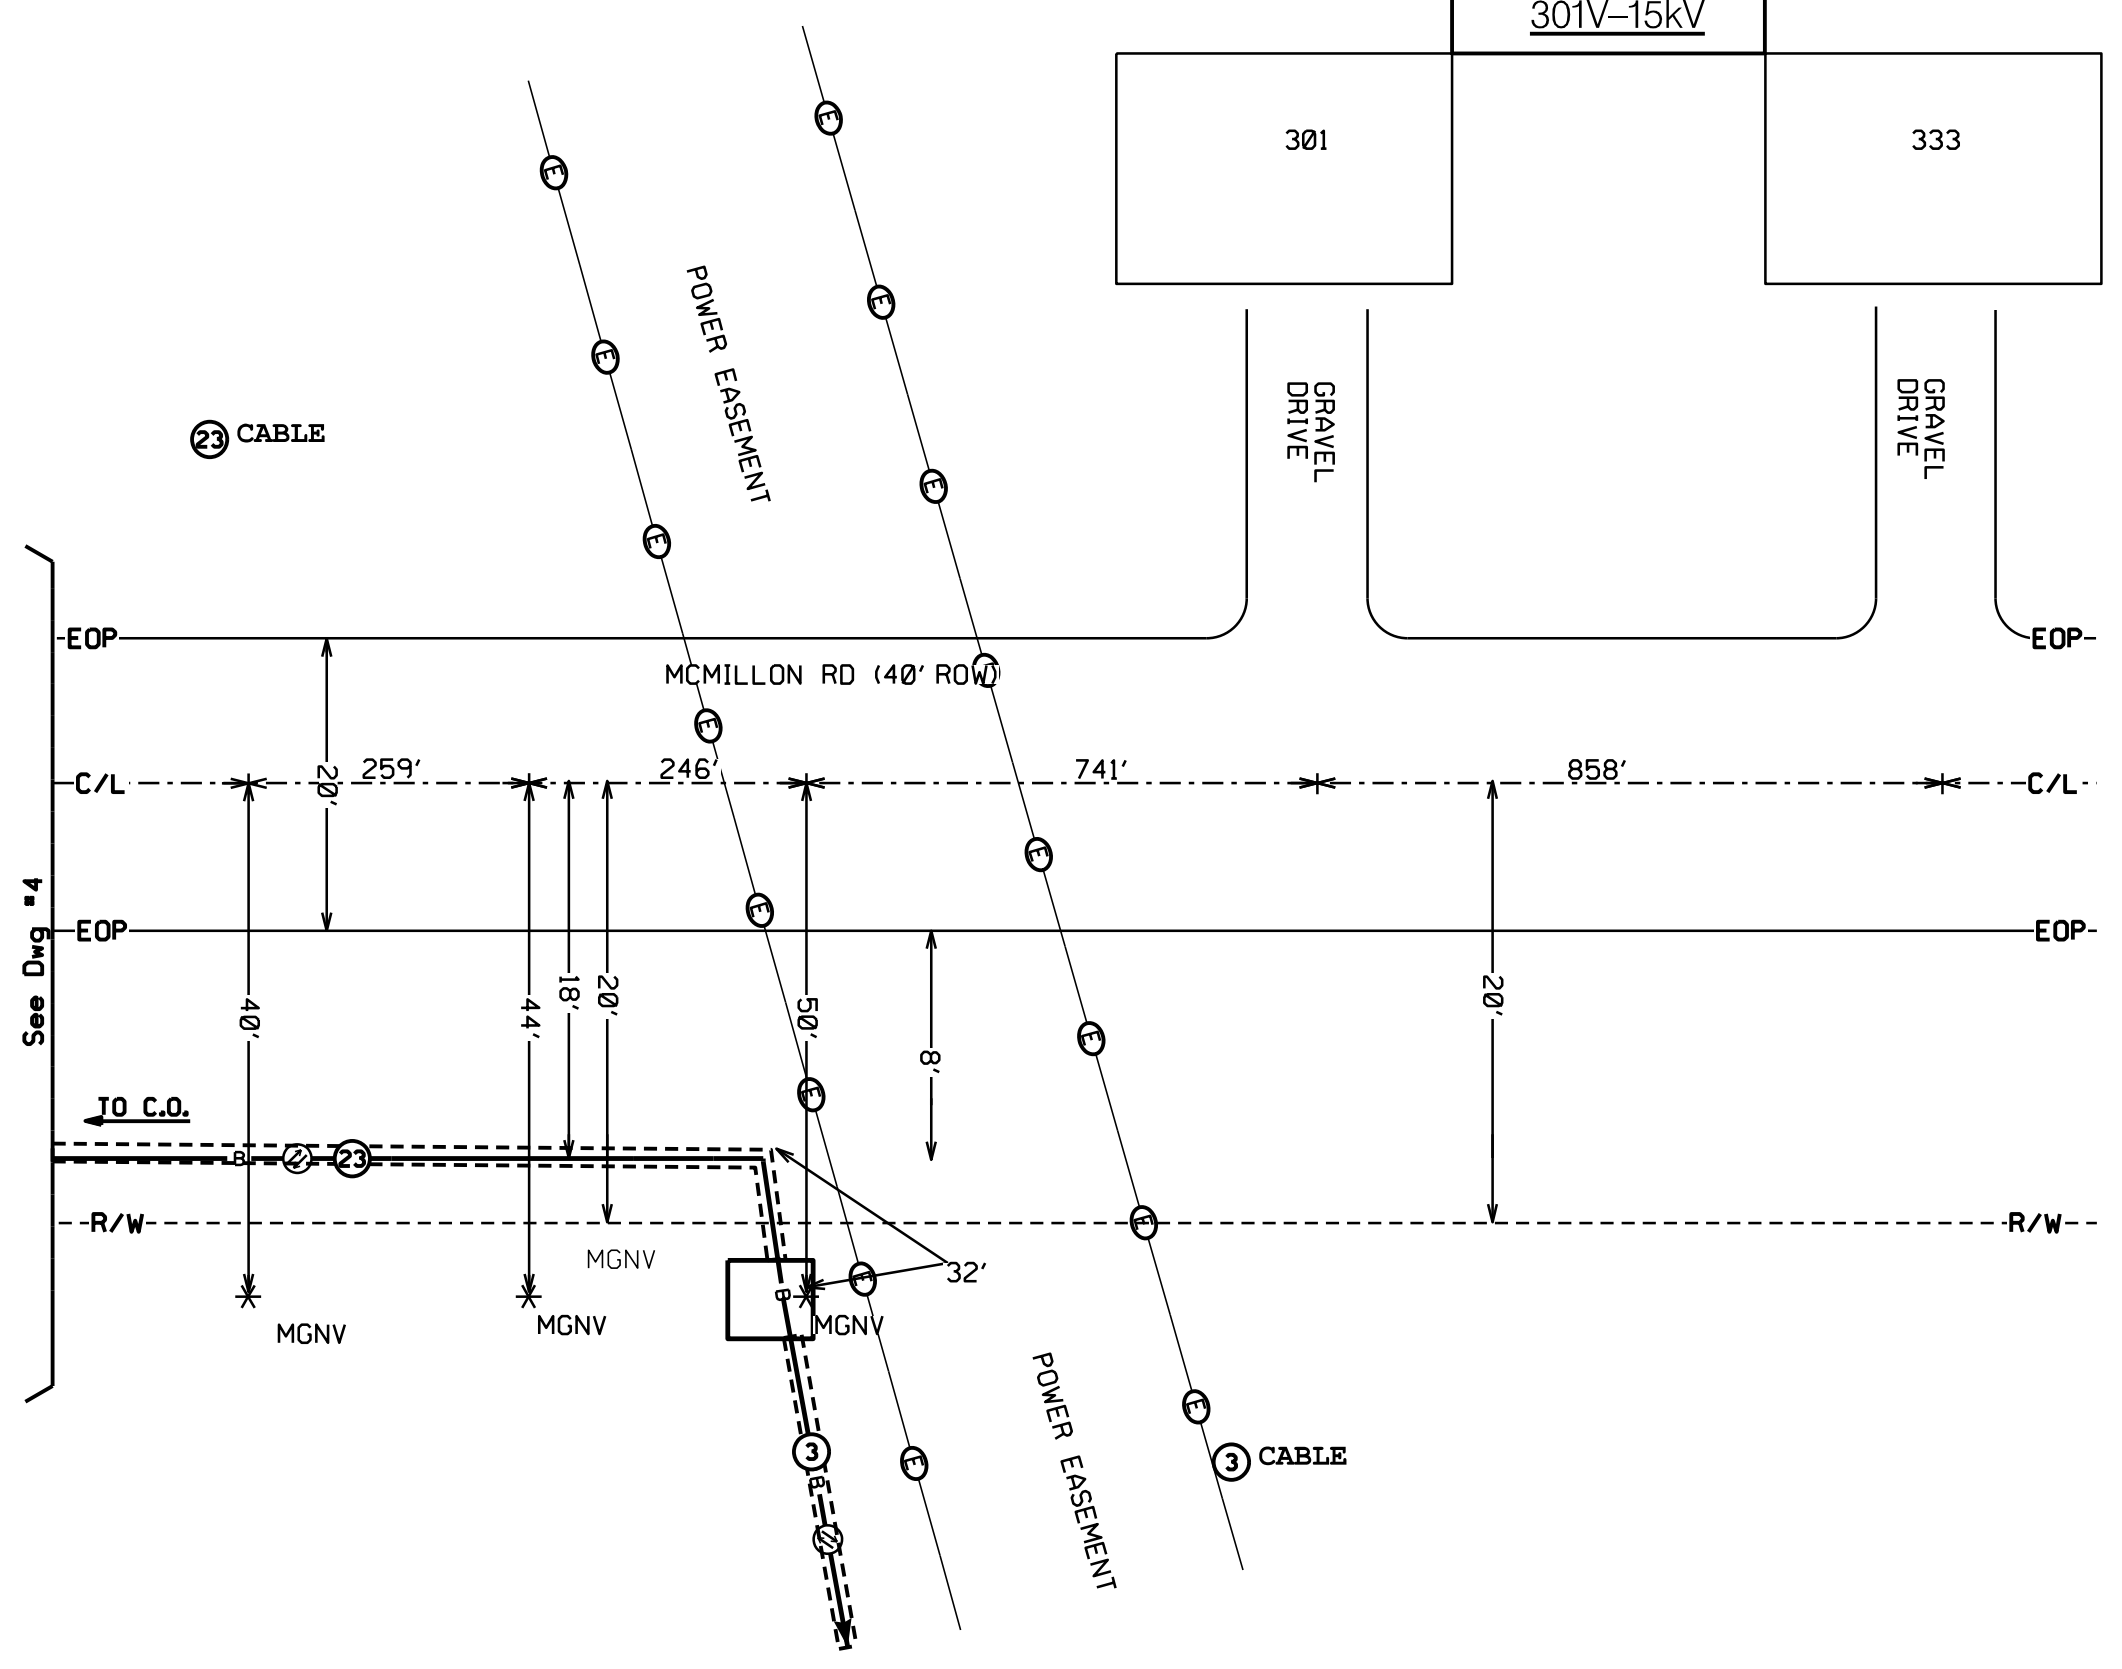 301V–15kV
301
333
E
E
E
E
POWER EASEMENT
E
GRAVEL
DRIVE
GRAVEL
DRIVE
23 CABLE
E
E
EOP
EOP
MCMILLON RD (40' ROW)
E
259'
246'
741'
858'
C/L
20'
C/L
E
See Dwg #4
E
EOP
EOP
40'
44'
18'
20'
50'
20'
E
8'
E
TO C.O.
B
23
R/W
E
R/W
MGNV
32'
E
B
MGNV
MGNV
MGNV
POWER EASEMENT
E
3
E
3 CABLE
B